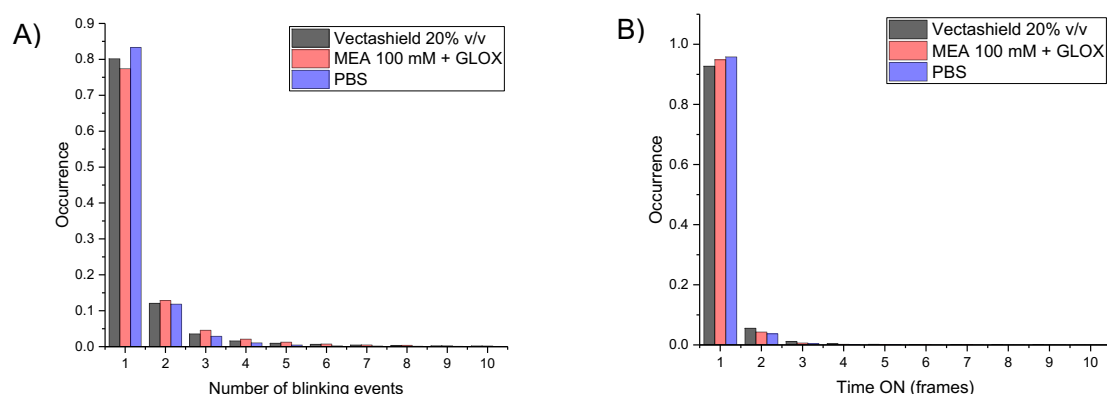 A)
Occurrence
0.9
0.8
0.7
0.6
0.5
0.4
0.3
0.2
0.1
0.0
Vectashield 20% v/v
MEA 100 mM + GLOX
PBS
1 2 3 4 5 6 7 8 9 10
Number of blinking events
B)
Occurrence
1.0
0.8
0.6
0.4
0.2
0.0
Vectashield 20% v/v
MEA 100 mM + GLOX
PBS
1 2 3 4 5 6 7 8 9 10
Time ON (frames)